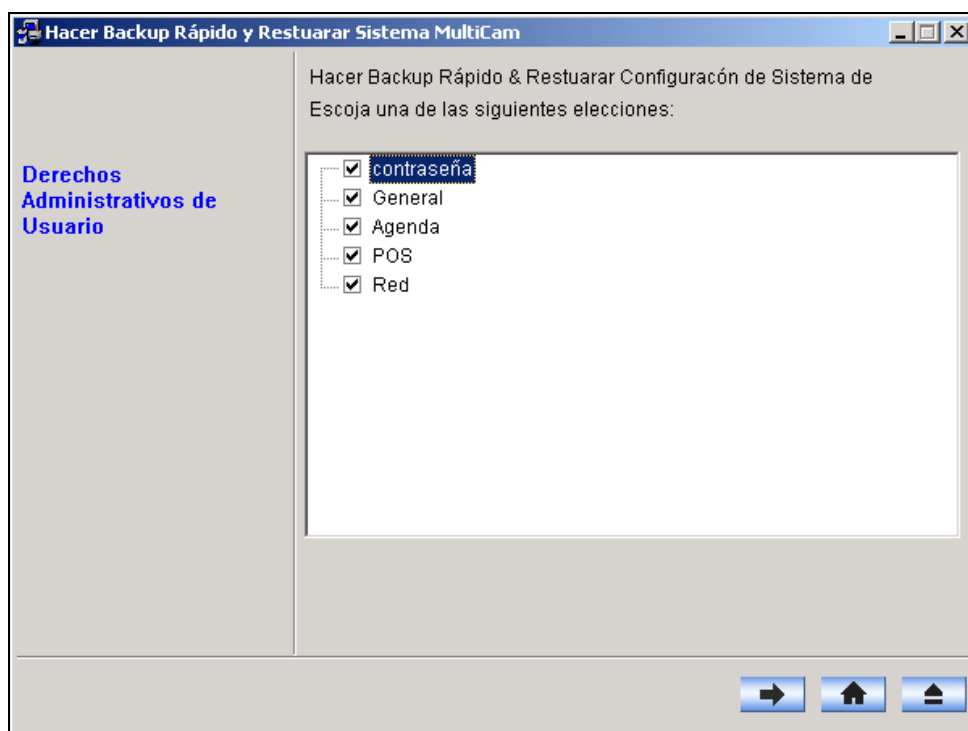 Hacer Backup Rápido y Restuarar Sistema MultiCam
Hacer Backup Rápido & Restuarar Configuracón de Sistema de
Escoja una de las siguientes elecciones:
Derechos
Administrativos de
Usuario
contraseña
General
Agenda
POS
Red